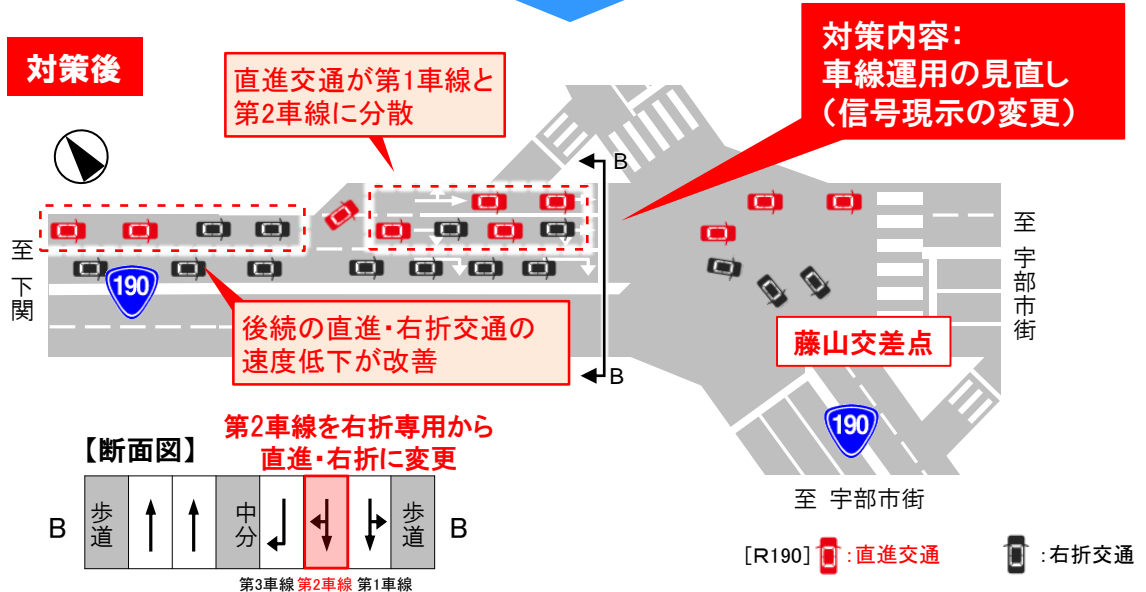 対策後
直進交通が第1車線と
第2車線に分散
対策内容：
車線運用の見直し
（信号現示の変更）
B
至 下関
190
至 宇部市街
後続の直進・右折交通の
速度低下が改善
藤山交差点
B
190
第2車線を右折専用から
直進・右折に変更
【断面図】
至 宇部市街
B
歩道
中分
歩道
B
第3車線 第2車線 第1車線
[R190] :直進交通 :右折交通